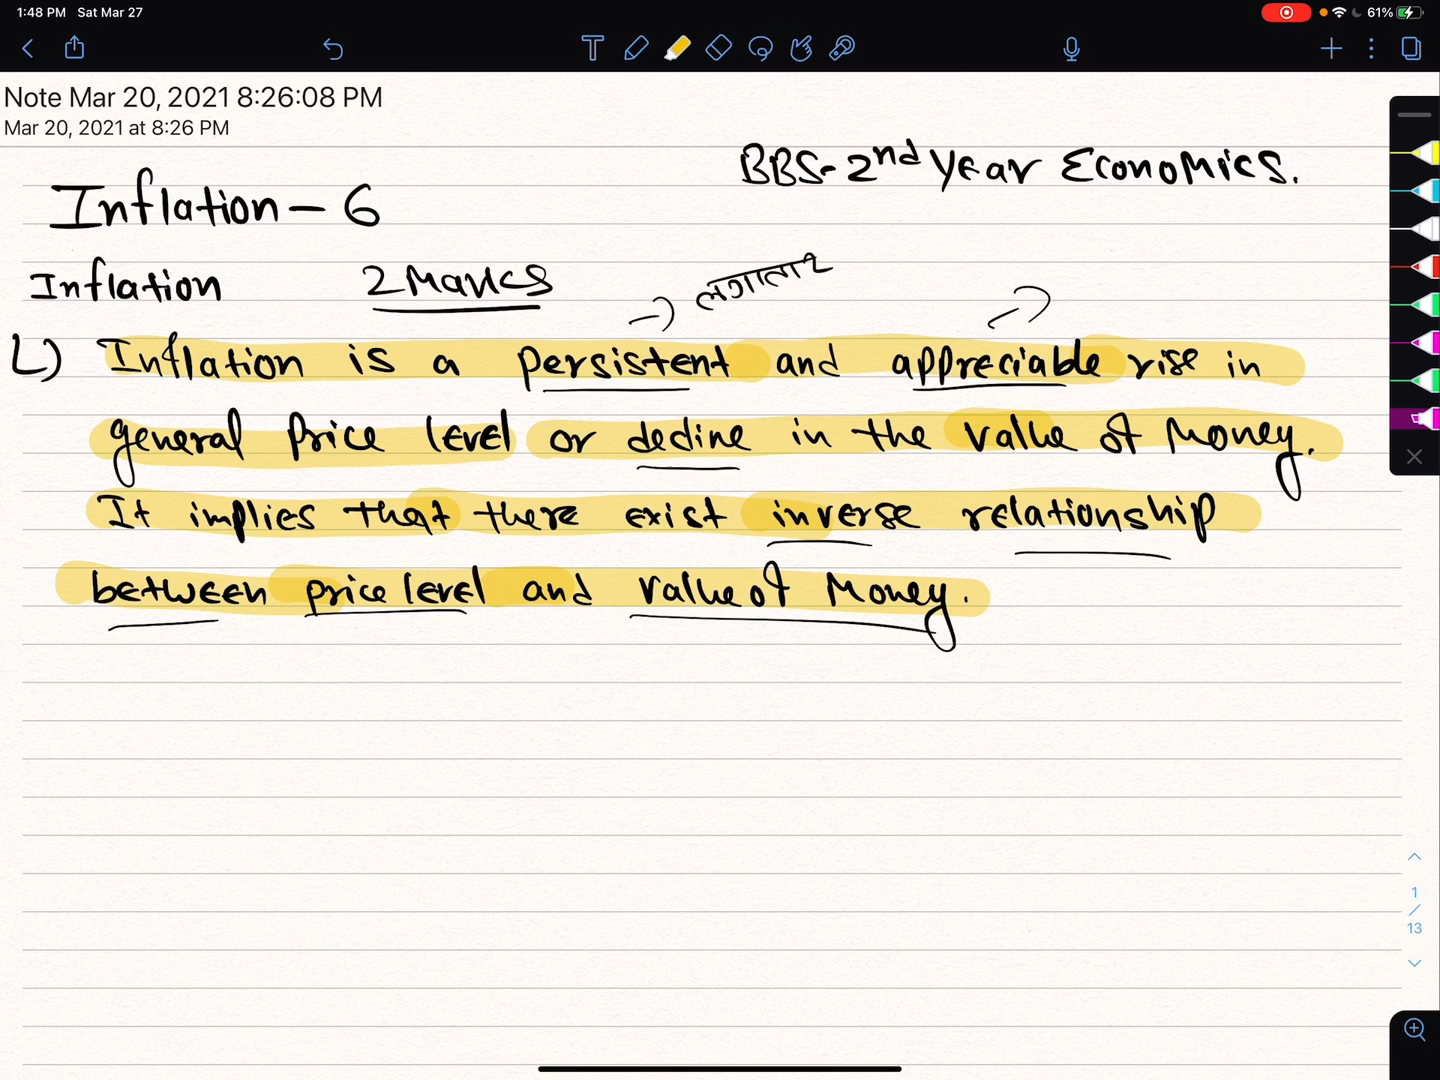 1:48 PM Sat Mar 27
61%
Note Mar 20, 2021 8:26:08 PM
Mar 20, 2021 at 8:26 PM
BBS-2nd Year Economics.
Inflation - 6
Inflation 2 Marks
→ लगातार →
↳ Inflation is a persistent and appreciable rise in
general price level or decline in the value of money.
It implies that there exist inverse relationship
between price level and value of Money.
1
/
13